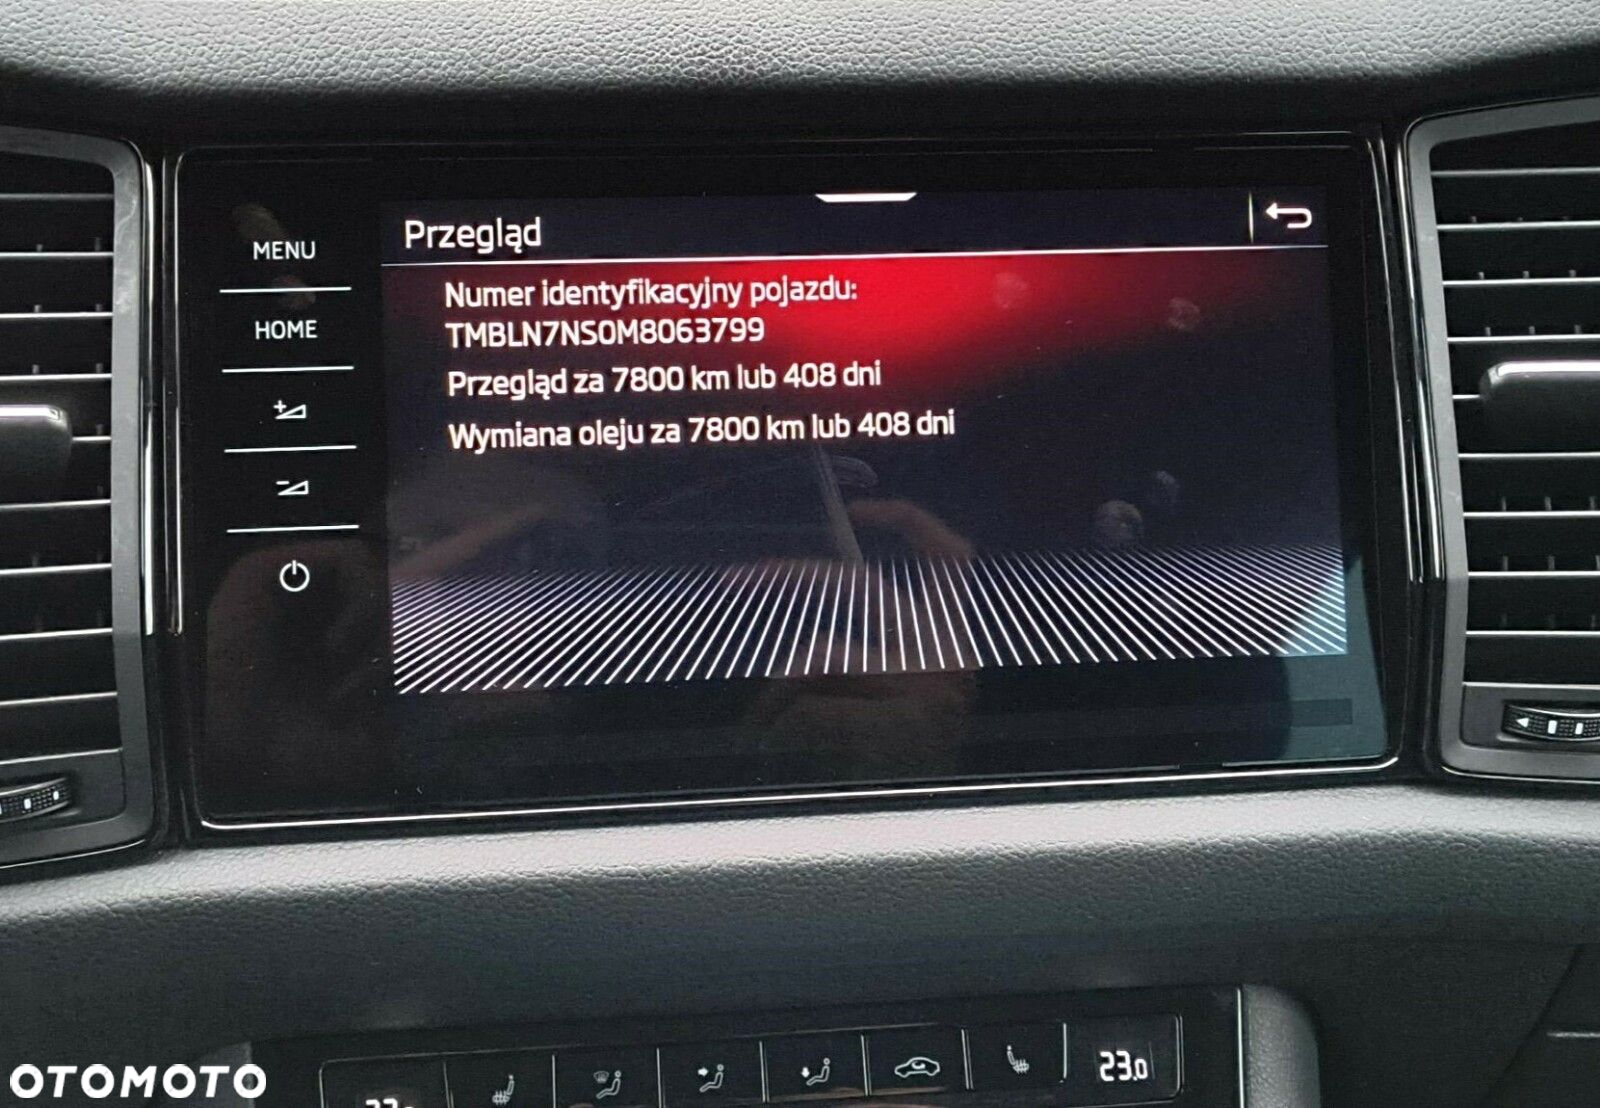 Przegląd
MENU
HOME
Numer identyfikacyjny pojazdu:
TMBLN7NS0M8063799
Przegląd za 7800 km lub 408 dni
Wymiana oleju za 7800 km lub 408 dni
23.0
OTOMOTO